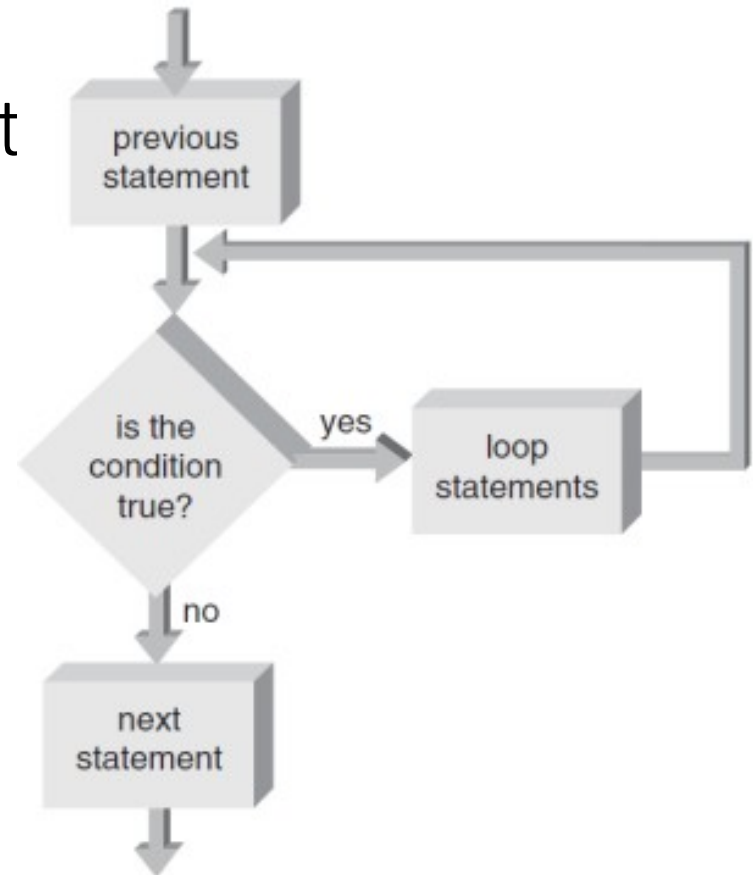 t
previous
statement
is the
condition
true?
yes
loop
statements
no
next
statement